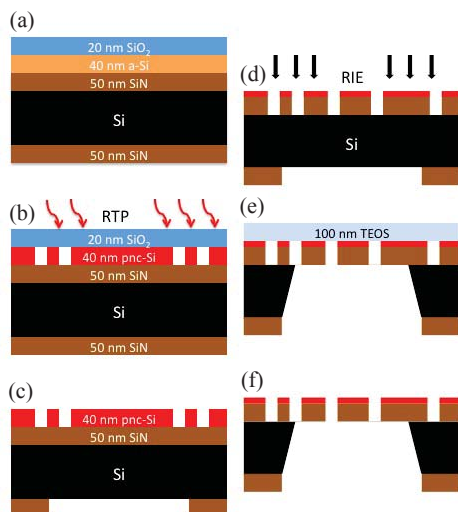 (a)
20 nm SiO₂
40 nm a-Si
50 nm SiN
Si
50 nm SiN
(b)
RTP
20 nm SiO₂
40 nm pnc-Si
50 nm SiN
Si
50 nm SiN
(c)
40 nm pnc-Si
50 nm SiN
Si
(d)
RIE
Si
(e)
100 nm TEOS
(f)